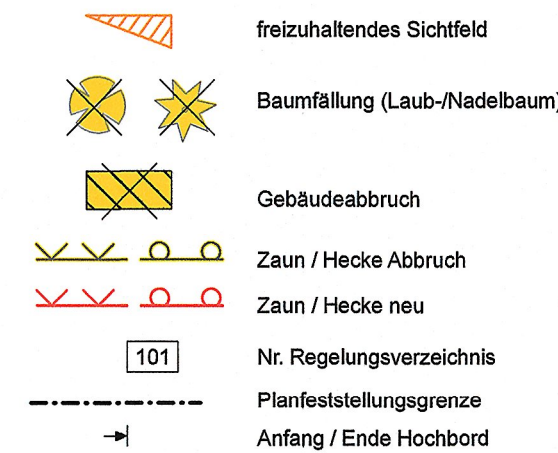 freizuhaltendes Sichtfeld
Baumfällung (Laub-/Nadelbaum)
Gebäudeabbruch
Zaun / Hecke Abbruch
Zaun / Hecke neu
101 Nr. Regelungsverzeichnis
Planfeststellungsgrenze
Anfang / Ende Hochbord